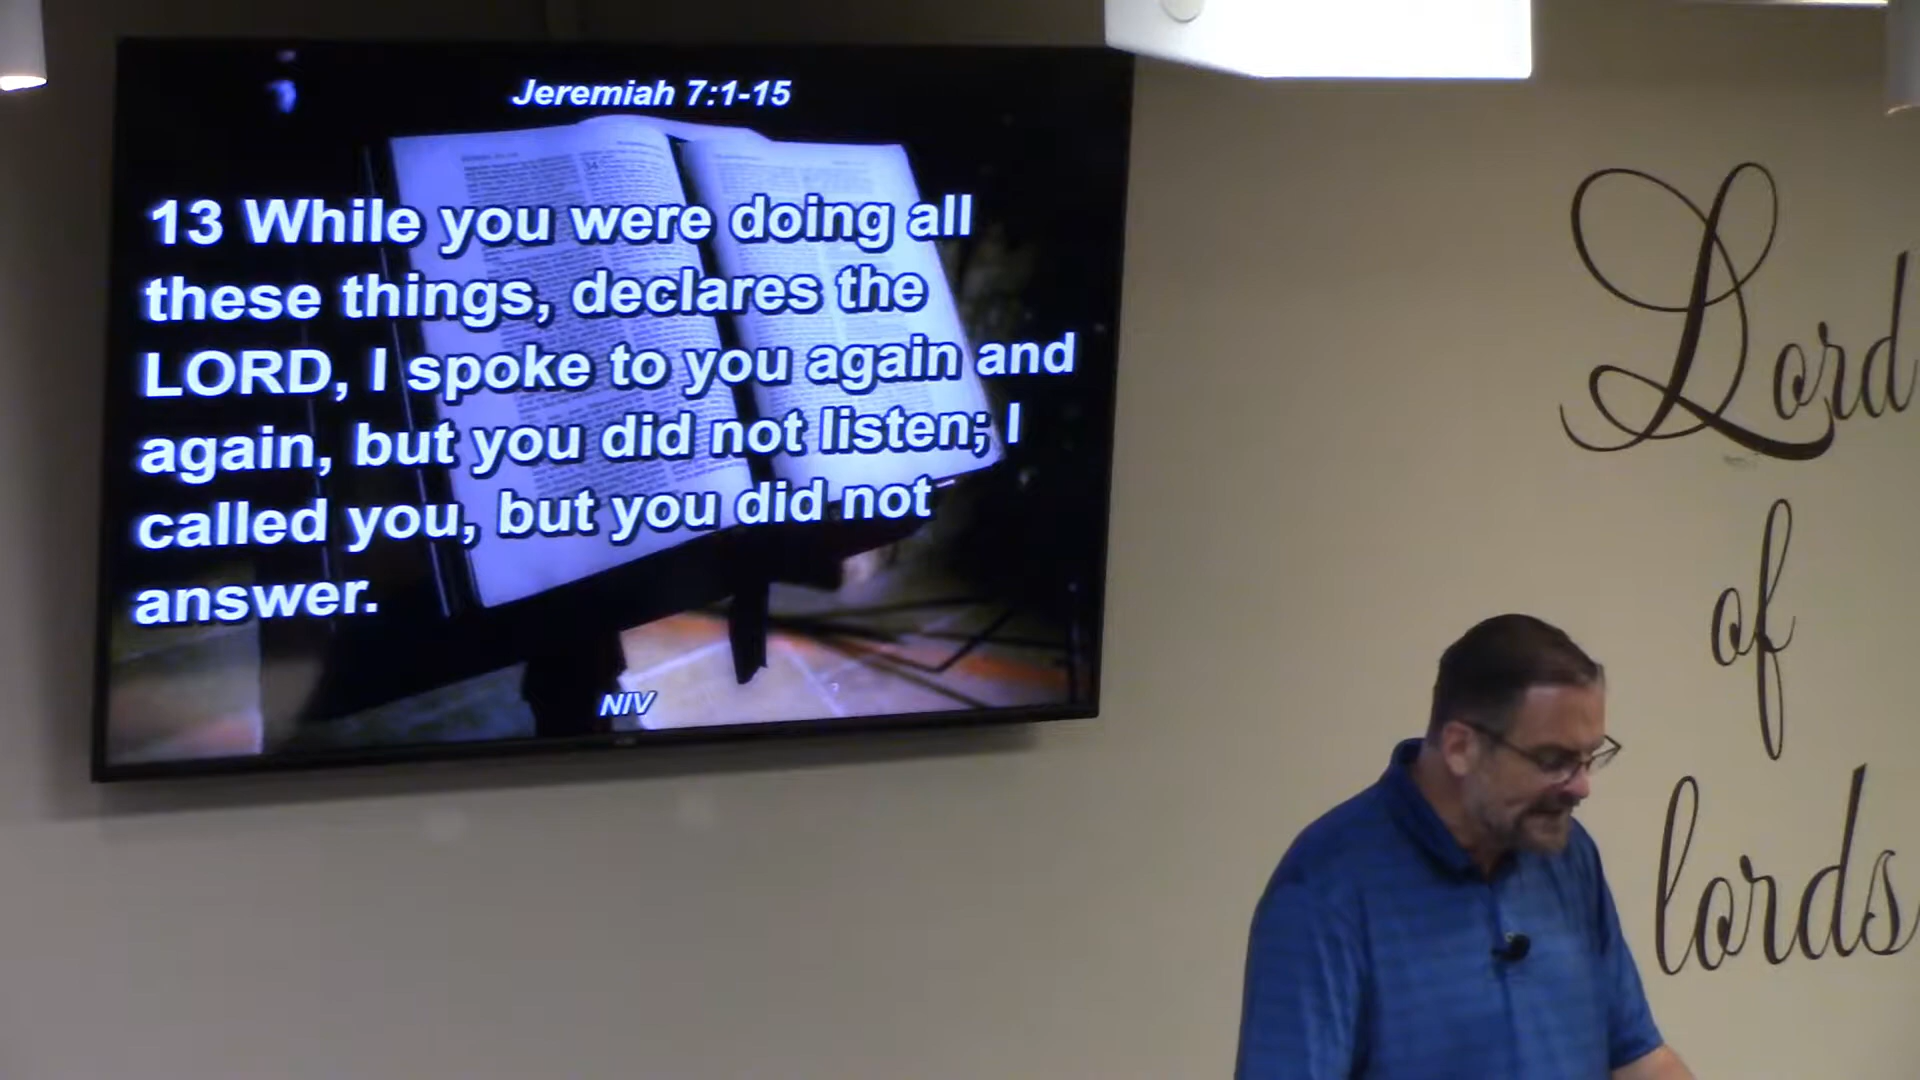 Jeremiah 7:1-15
13 While you were doing all
these things, declares the
LORD, I spoke to you again and
again, but you did not listen; I
called you, but you did not
answer.
NIV
Lord
of
lords